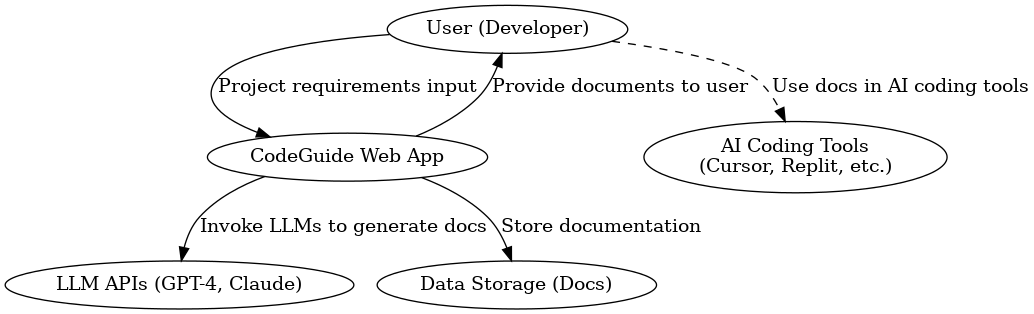 User (Developer)
Project requirements input
Provide documents to user
Use docs in AI coding tools
CodeGuide Web App
AI Coding Tools
(Cursor, Replit, etc.)
Invoke LLMs to generate docs
Store documentation
LLM APIs (GPT-4, Claude)
Data Storage (Docs)